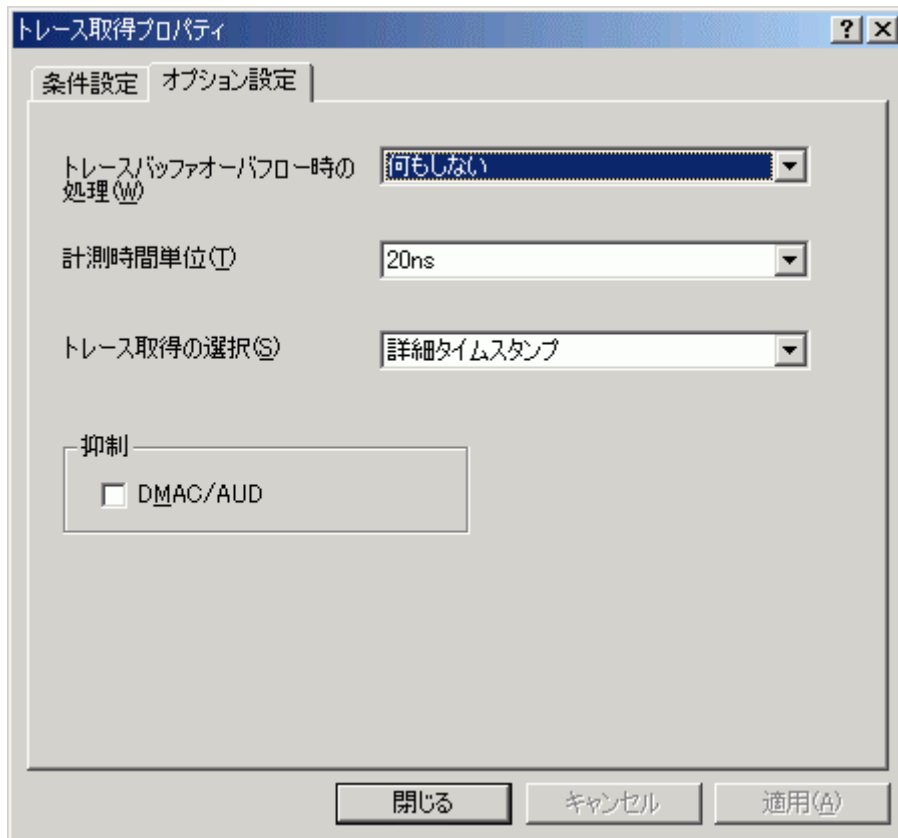 トレース取得プロパティ
条件設定 オプション設定
トレースバッファオーバフロー時の
処理(W)
何もしない
計測時間単位(T)
20ns
トレース取得の選択(S)
詳細タイムスタンプ
抑制
DMAC/AUD
閉じる キャンセル 適用(A)